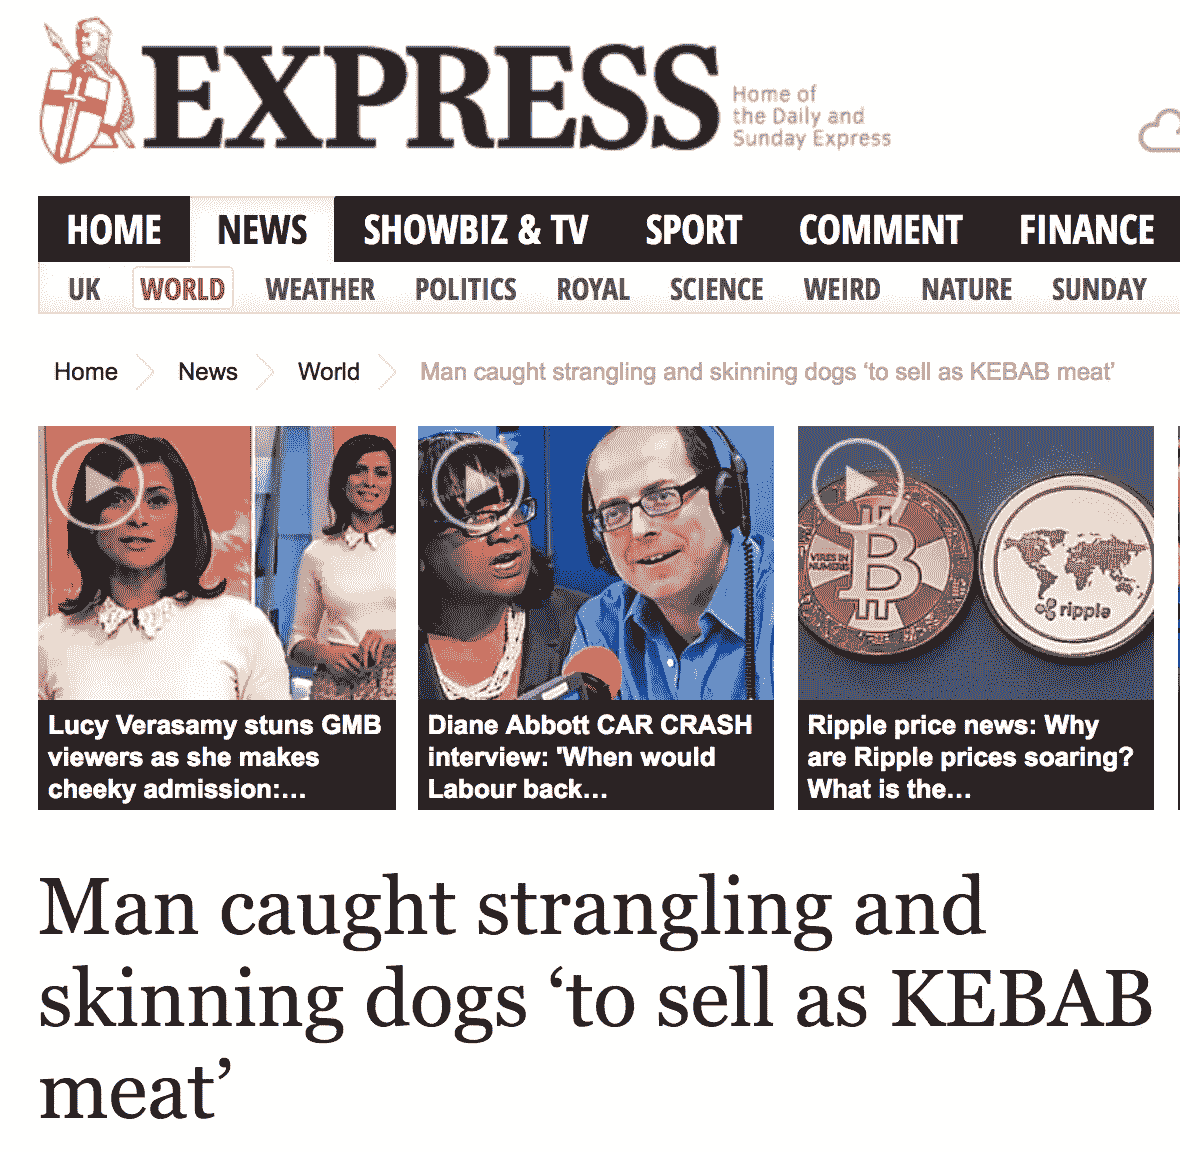 EXPRESS
Home of
the Daily and
Sunday Express
HOME NEWS SHOWBIZ & TV SPORT COMMENT FINANCE
UK WORLD WEATHER POLITICS ROYAL SCIENCE WEIRD NATURE SUNDAY
Home News World Man caught strangling and skinning dogs ‘to sell as KEBAB meat’
VIRES IN
NUMERIS
B
ripple
Lucy Verasamy stuns GMB
viewers as she makes
cheeky admission:...
Diane Abbott CAR CRASH
interview: 'When would
Labour back...
Ripple price news: Why
are Ripple prices soaring?
What is the...
Man caught strangling and
skinning dogs ‘to sell as KEBAB
meat’